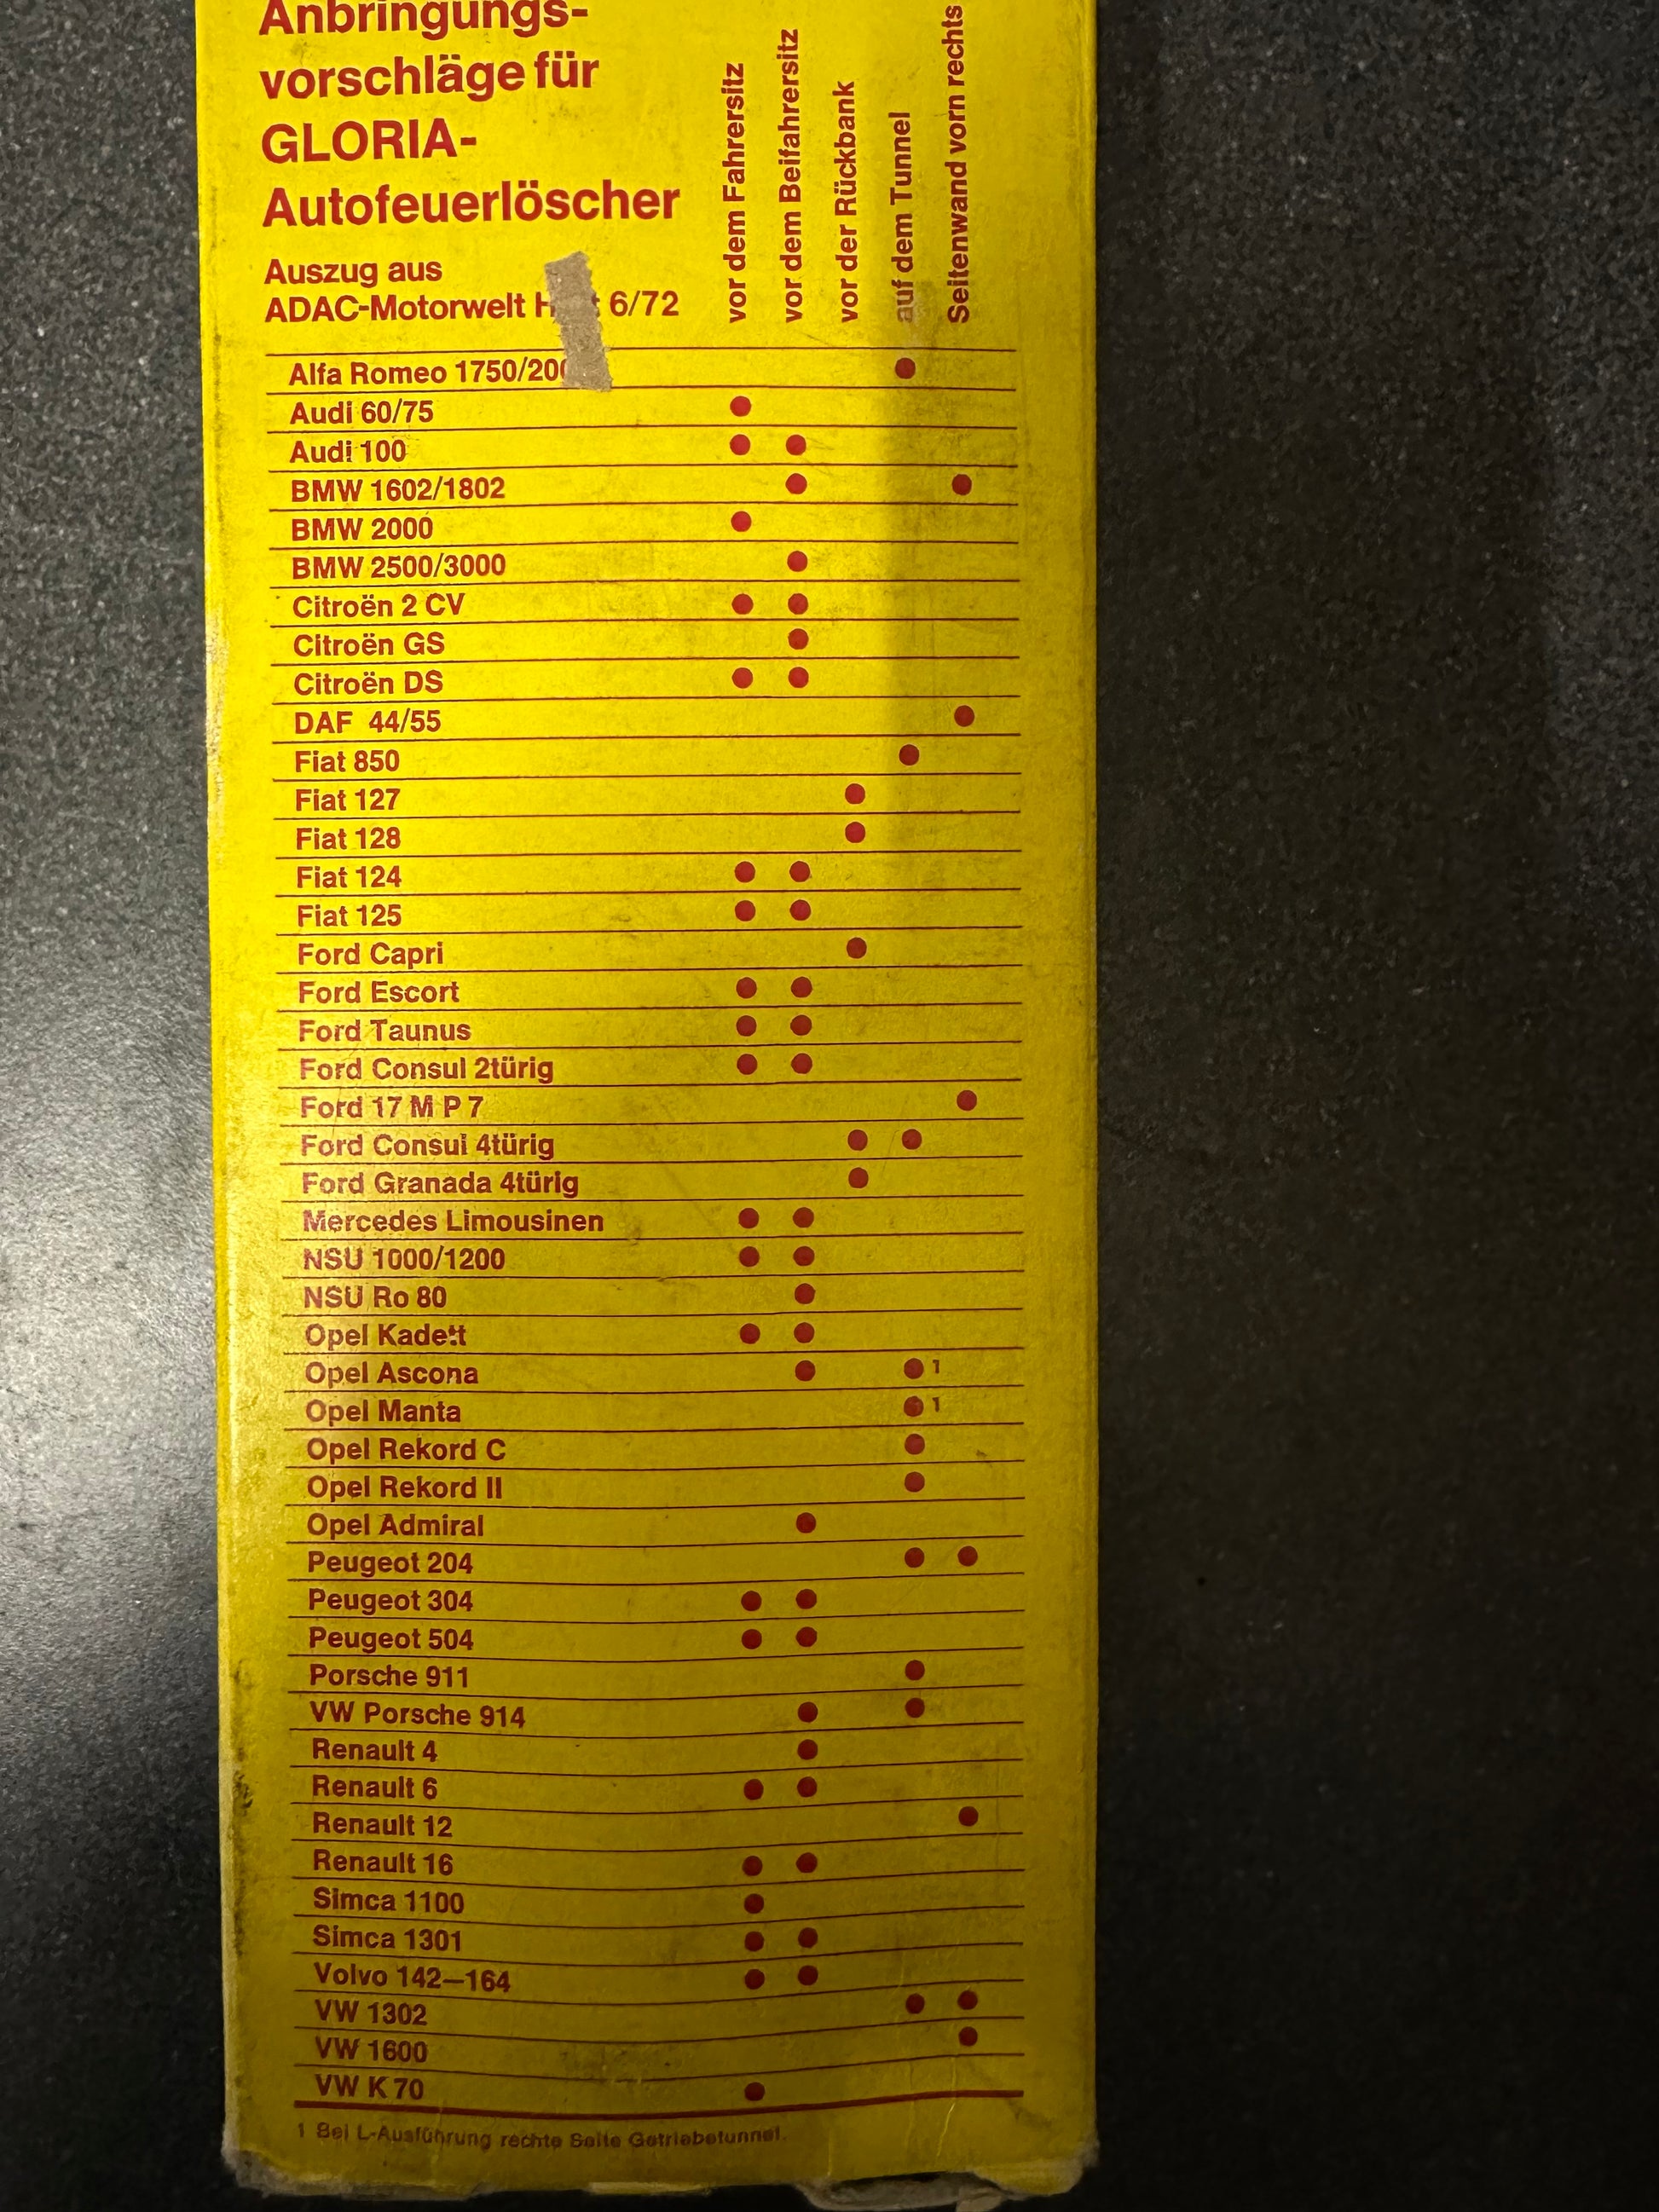 Anbringungs-
vorschläge für
GLORIA-
Autofeuerlöscher
Auszug aus
ADAC-Motorwelt 6/72
vor dem Fahrersitz
vor dem Beifahrersitz
vor der Rückbank
auf dem Tunnel
Seitenwand vorn rechts
Alfa Romeo
Audi 60/75
Audi 100
BMW 1602/1802
BMW 2000
BMW 2500/3000
Citroën 2 CV
Citroën GS
Citroën DS
DAF 44/55
Fiat 850
Fiat 127
Fiat 128
Fiat 124
Fiat 125
Ford Capri
Ford Escort
Ford Taunus
Ford Consul 2türig
Ford 17 M P 7
Ford Consul 4türig
Ford Granada 4türig
Mercedes Limousinen
NSU 1000/1200
NSU Ro 80
Opel Kadett
Opel Ascona 1
Opel Manta 1
Opel Rekord C
Opel Rekord II
Opel Admiral
Peugeot 204
Peugeot 304
Peugeot 504
Porsche 911
VW Porsche 914
Renault 4
Renault 6
Renault 12
Renault 16
Simca 1100
Simca 1301
Volvo 142–164
VW 1302
VW 1600
VW K 70
1 Bei L-Ausführung rechte Seite Getriebetunnel.